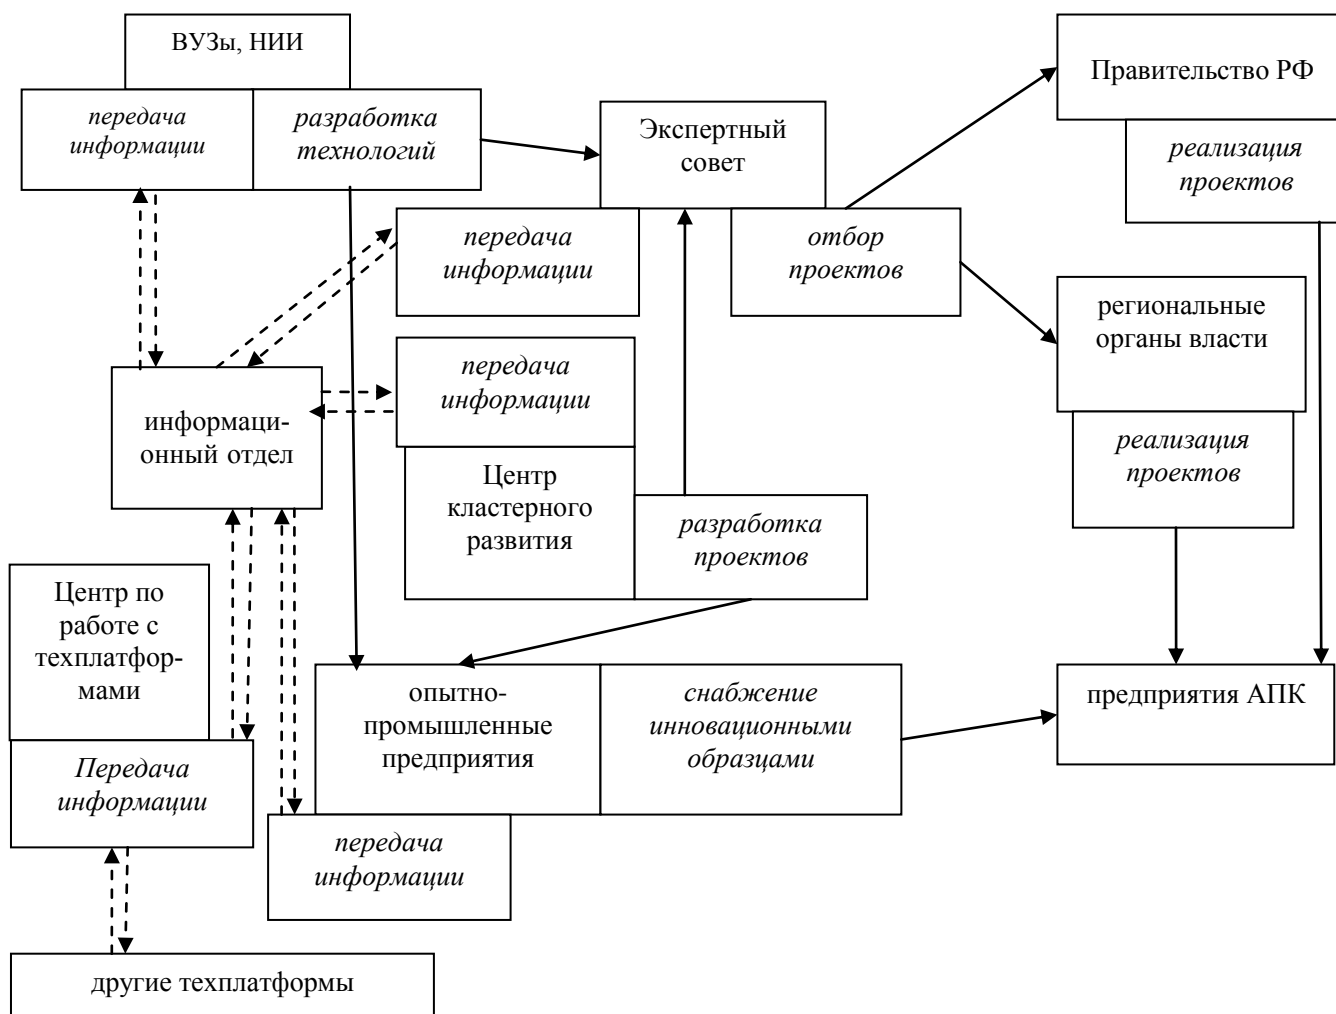 ВУЗы, НИИ
передача
информации
разработка
технологий
Экспертный
совет
Правительство РФ
реализация
проектов
передача
информации
отбор
проектов
региональные
органы власти
реализация
проектов
передача
информации
информаци-
онный отдел
Центр
кластерного
развития
разработка
проектов
Центр по
работе с
техплатфор-
мами
Передача
информации
опытно-
промышленные
предприятия
снабжение
инновационными
образцами
предприятия АПК
передача
информации
другие техплатформы